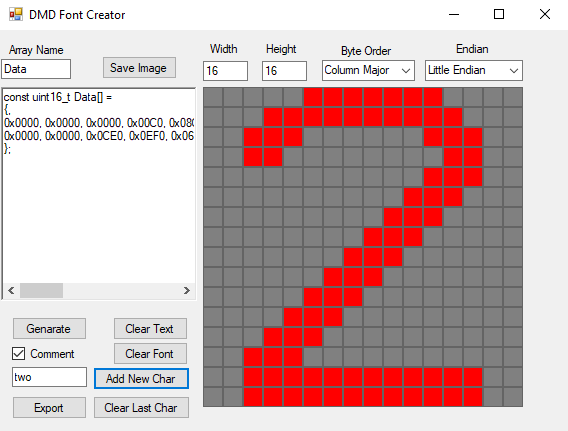 DMD Font Creator
Array Name
Width
Height
Byte Order
Endian
Data
Save Image
16
16
Column Major
Little Endian
const uint16_t Data[] =
{,
0x0000, 0x0000, 0x0000, 0x00C0, 0x080
0x0000, 0x0000, 0x0CE0, 0x0EF0, 0x06
};
Genarate
Clear Text
Comment
Clear Font
two
Add New Char
Export
Clear Last Char